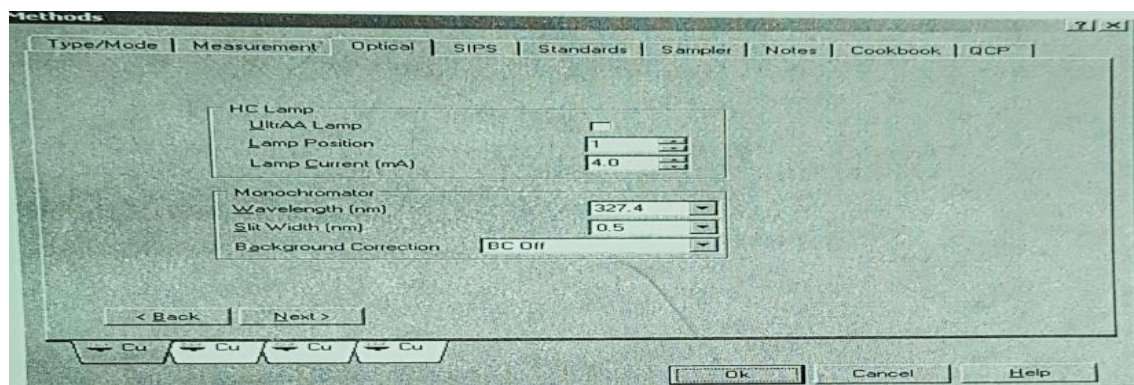 Methods
Type/Mode Measurement Optical SIPS Standards Sampler Notes Cookbook QCP
HC Lamp
UltrAA Lamp
Lamp Position 1
Lamp Current (mA) 4.0
Monochromator
Wavelength (nm) 327.4
Slit Width (nm) 0.5
Background Correction BC Off
< Back Next >
Cu Cu Cu Cu
Ok Cancel Help